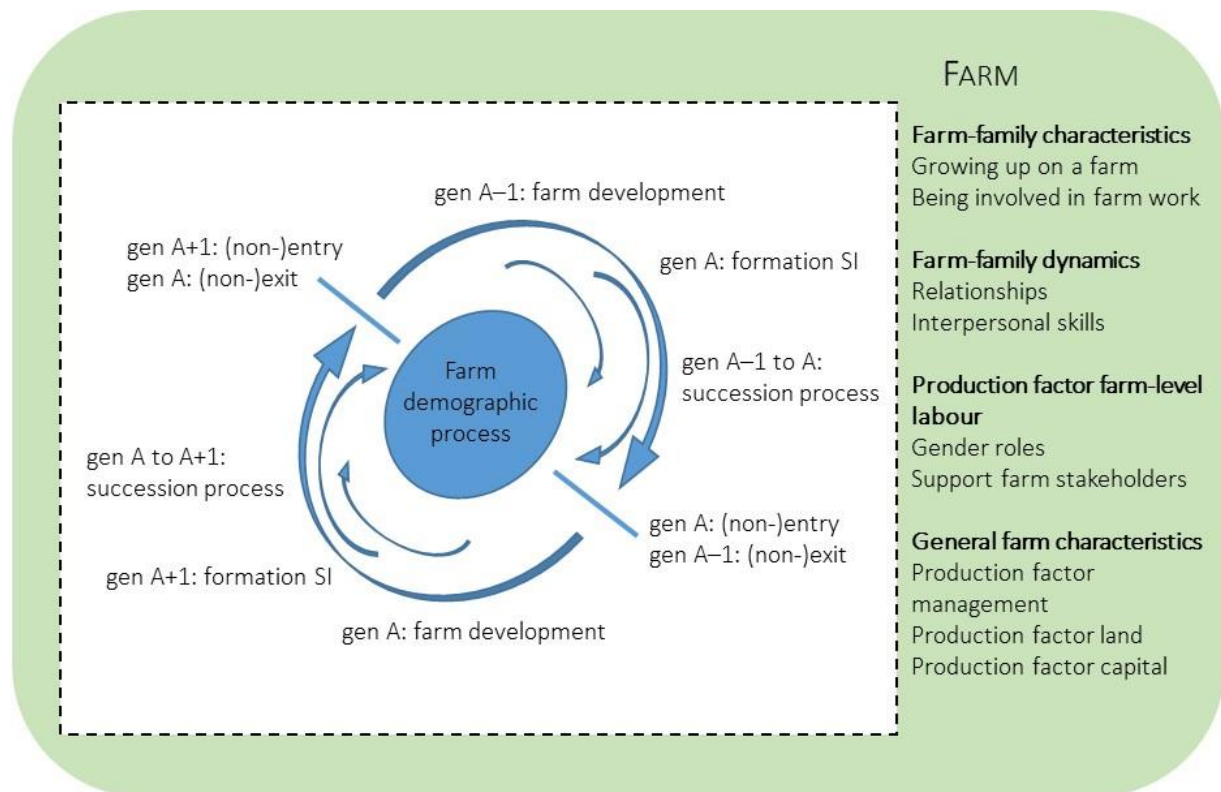 FARM
Farm-family characteristics
Growing up on a farm
Being involved in farm work
Farm-family dynamics
Relationships
Interpersonal skills
Production factor farm-level
labour
Gender roles
Support farm stakeholders
General farm characteristics
Production factor
management
Production factor land
Production factor capital
gen A–1: farm development
gen A+1: (non-)entry
gen A: (non-)exit
gen A: formation SI
Farm
demographic
process
gen A–1 to A:
succession process
gen A to A+1:
succession process
gen A: (non-)entry
gen A–1: (non-)exit
gen A+1: formation SI
gen A: farm development